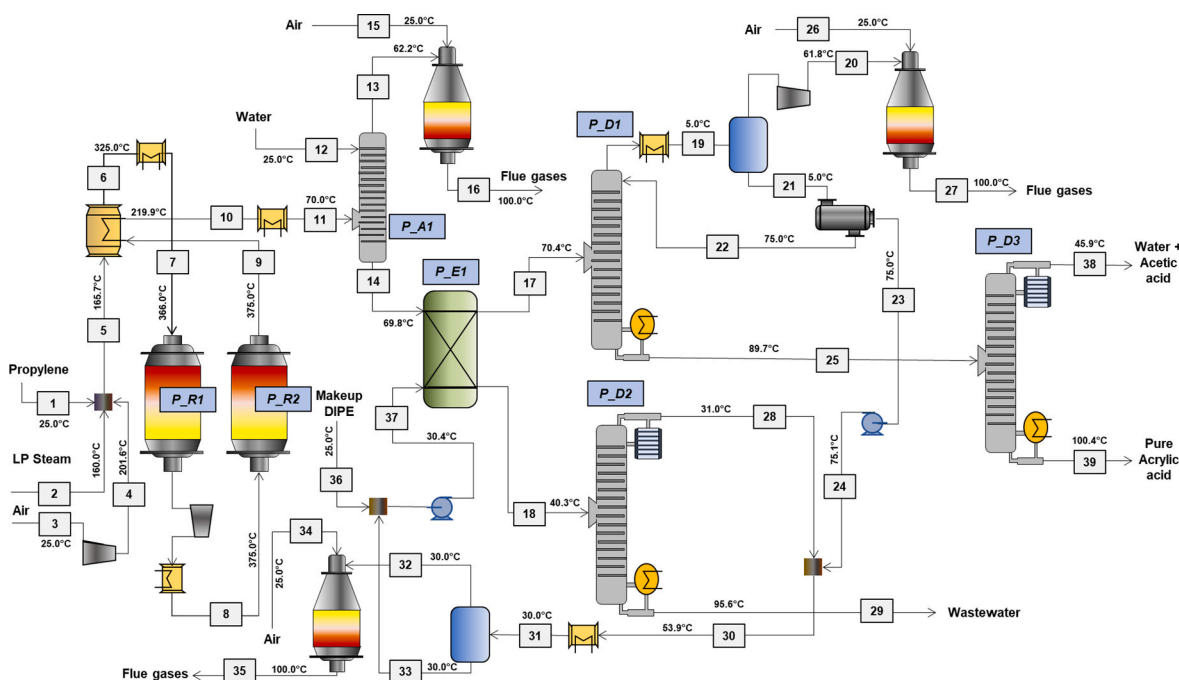 Air
15
25.0°C
62.2°C
13
Air
26
25.0°C
61.8°C
20
Water
12
25.0°C
16
Flue gases
100.0°C
P_D1
5.0°C
19
21
5.0°C
27
100.0°C
Flue gases
325.0°C
6
219.9°C
10
70.0°C
11
P_A1
22
75.0°C
75.0°C
23
P_D3
45.9°C
38
Water +
Acetic
acid
7
366.0°C
9
375.0°C
14
P_E1
17
70.4°C
69.8°C
165.7°C
5
89.7°C
25
Propylene
1
25.0°C
P_R1
P_R2
Makeup
DIPE
37
P_D2
31.0°C
28
30.4°C
25.0°C
36
75.1°C
24
100.4°C
39
Pure
Acrylic
acid
LP Steam
160.0°C
201.6°C
2
4
Air
3
25.0°C
18
40.3°C
34
25.0°C
32
30.0°C
375.0°C
8
Air
95.6°C
29
Wastewater
30.0°C
31
53.9°C
30
Flue gases
35
100.0°C
33
30.0°C